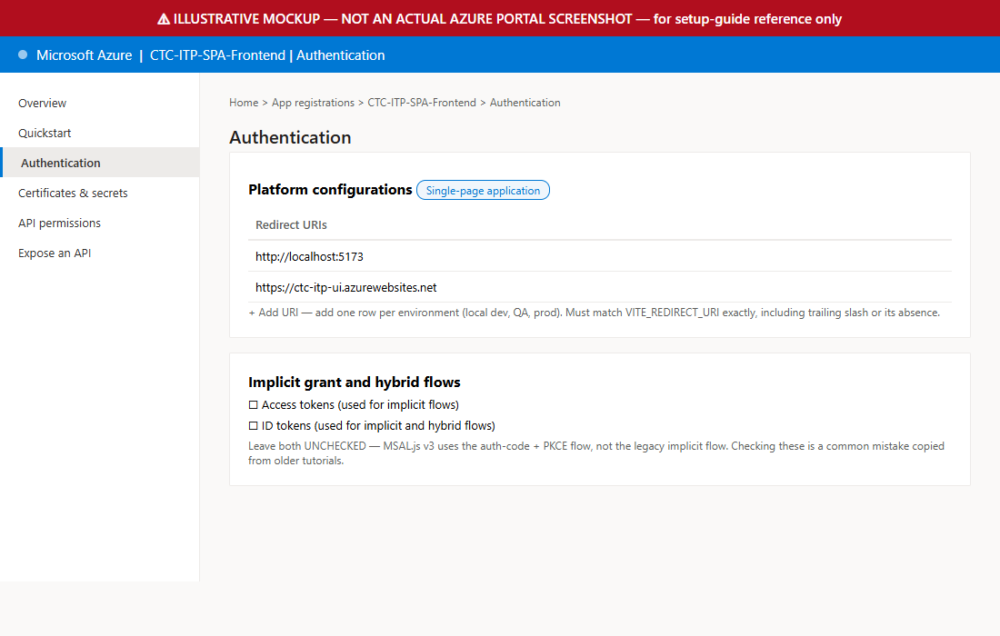 ⚠ ILLUSTRATIVE MOCKUP — NOT AN ACTUAL AZURE PORTAL SCREENSHOT — for setup-guide reference only
Microsoft Azure | CTC-ITP-SPA-Frontend | Authentication
Overview
Quickstart
Authentication
Certificates & secrets
API permissions
Expose an API
Home > App registrations > CTC-ITP-SPA-Frontend > Authentication
Authentication
Platform configurations Single-page application
Redirect URIs
http://localhost:5173
https://ctc-itp-ui.azurewebsites.net
+ Add URI — add one row per environment (local dev, QA, prod). Must match VITE_REDIRECT_URI exactly, including trailing slash or its absence.
Implicit grant and hybrid flows
☐ Access tokens (used for implicit flows)
☐ ID tokens (used for implicit and hybrid flows)
Leave both UNCHECKED — MSAL.js v3 uses the auth-code + PKCE flow, not the legacy implicit flow. Checking these is a common mistake copied
from older tutorials.